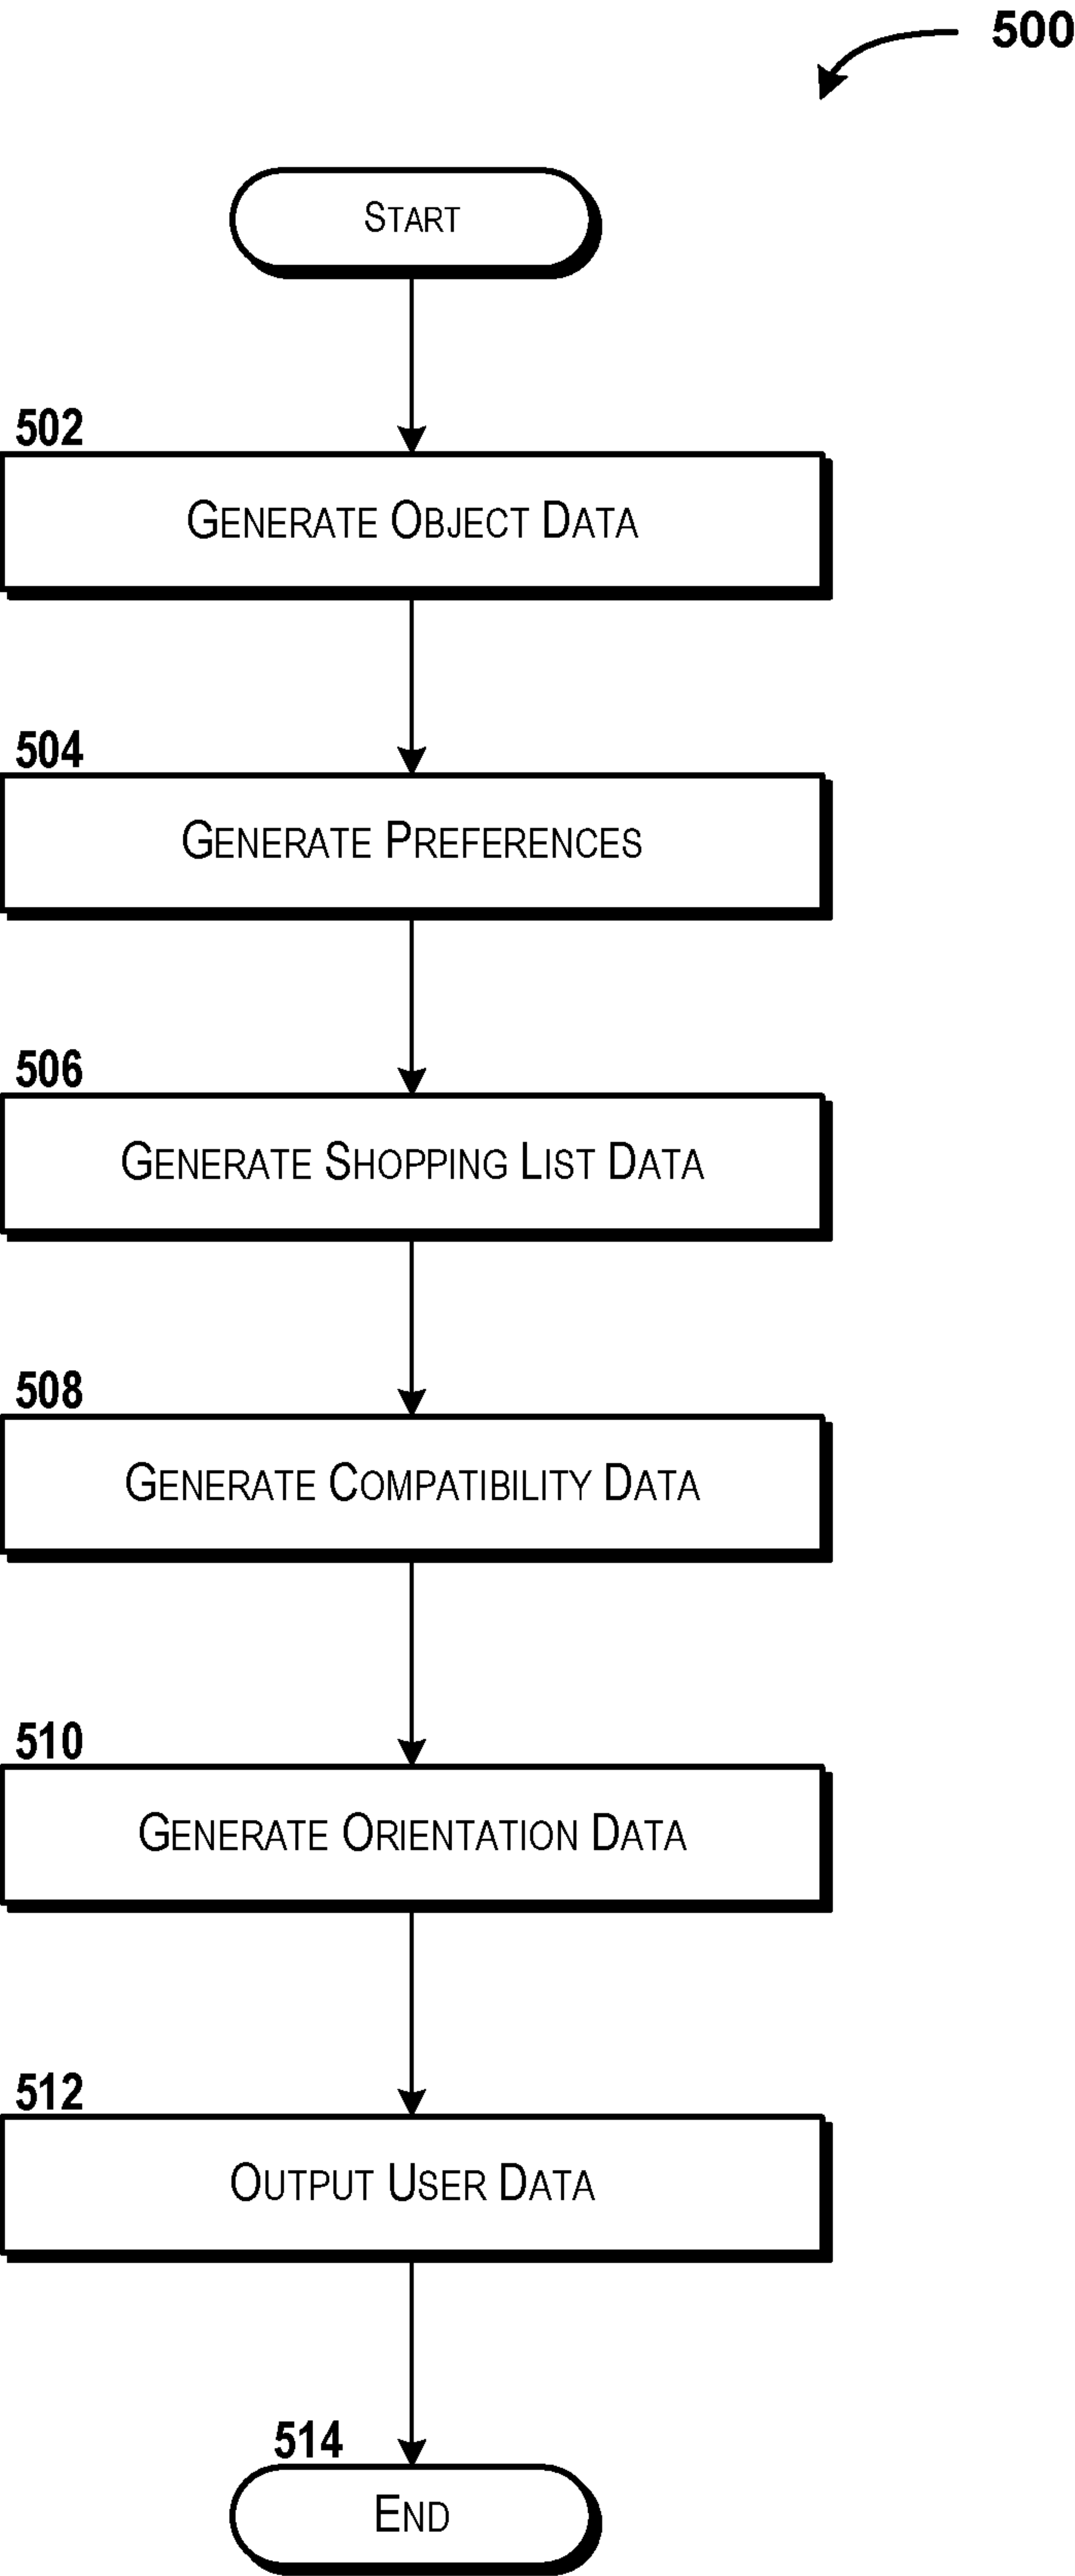 500
START
502
GENERATE OBJECT DATA
504
GENERATE PREFERENCES
506
GENERATE SHOPPING LIST DATA
508
GENERATE COMPATIBILITY DATA
510
GENERATE ORIENTATION DATA
512
OUTPUT USER DATA
514
END